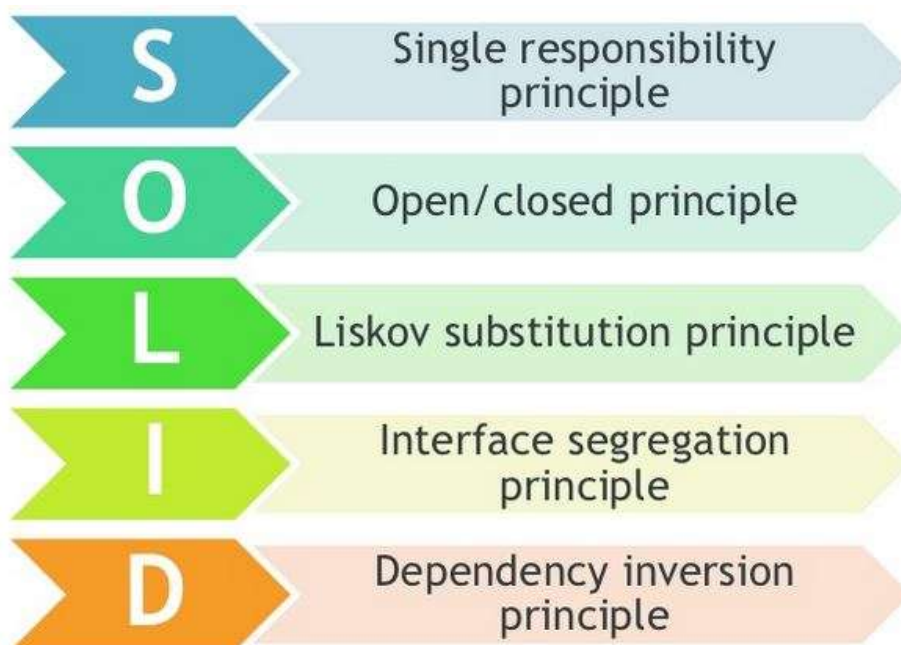 S
Single responsibility
principle
O
Open/closed principle
L
Liskov substitution principle
I
Interface segregation
principle
D
Dependency inversion
principle